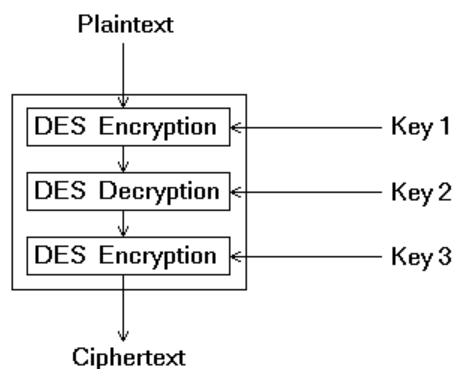 Plaintext
DES Encryption
Key 1
DES Decryption
Key 2
DES Encryption
Key 3
Ciphertext